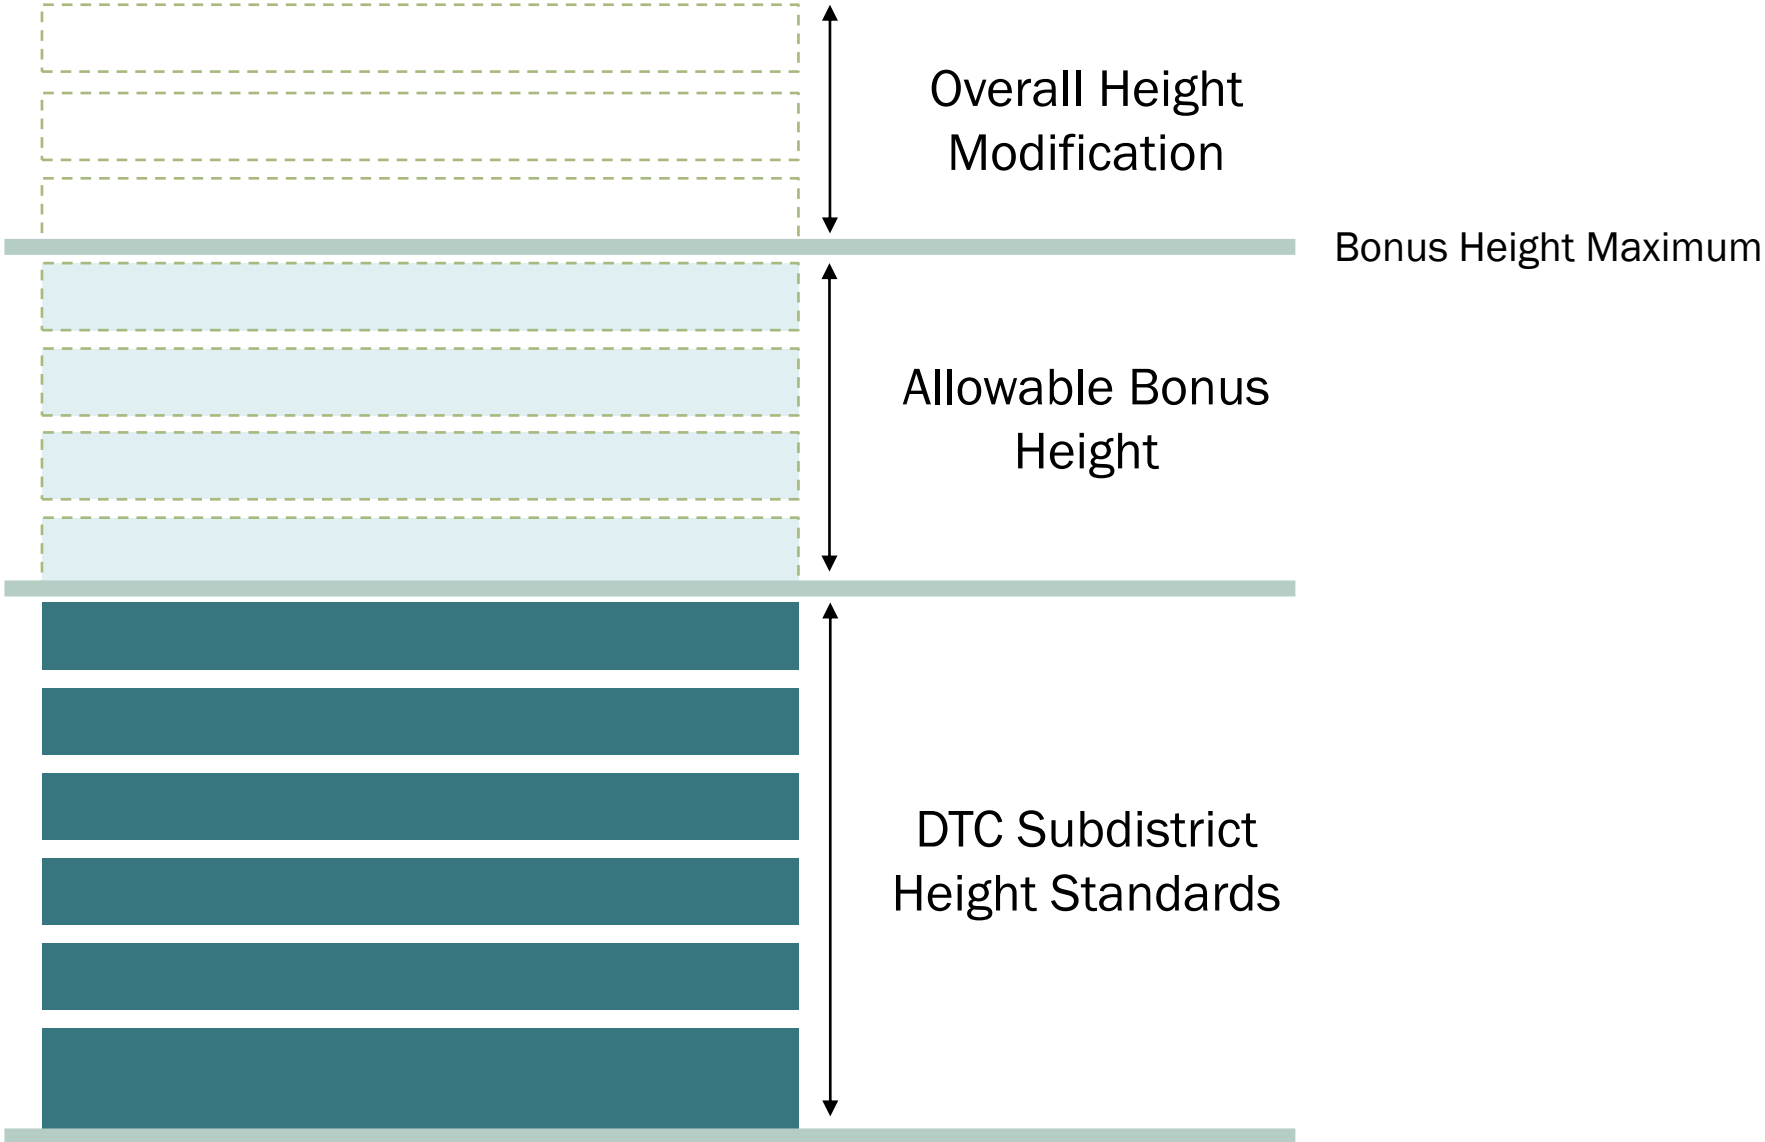 Overall Height
Modification
Bonus Height Maximum
Allowable Bonus
Height
DTC Subdistrict
Height Standards